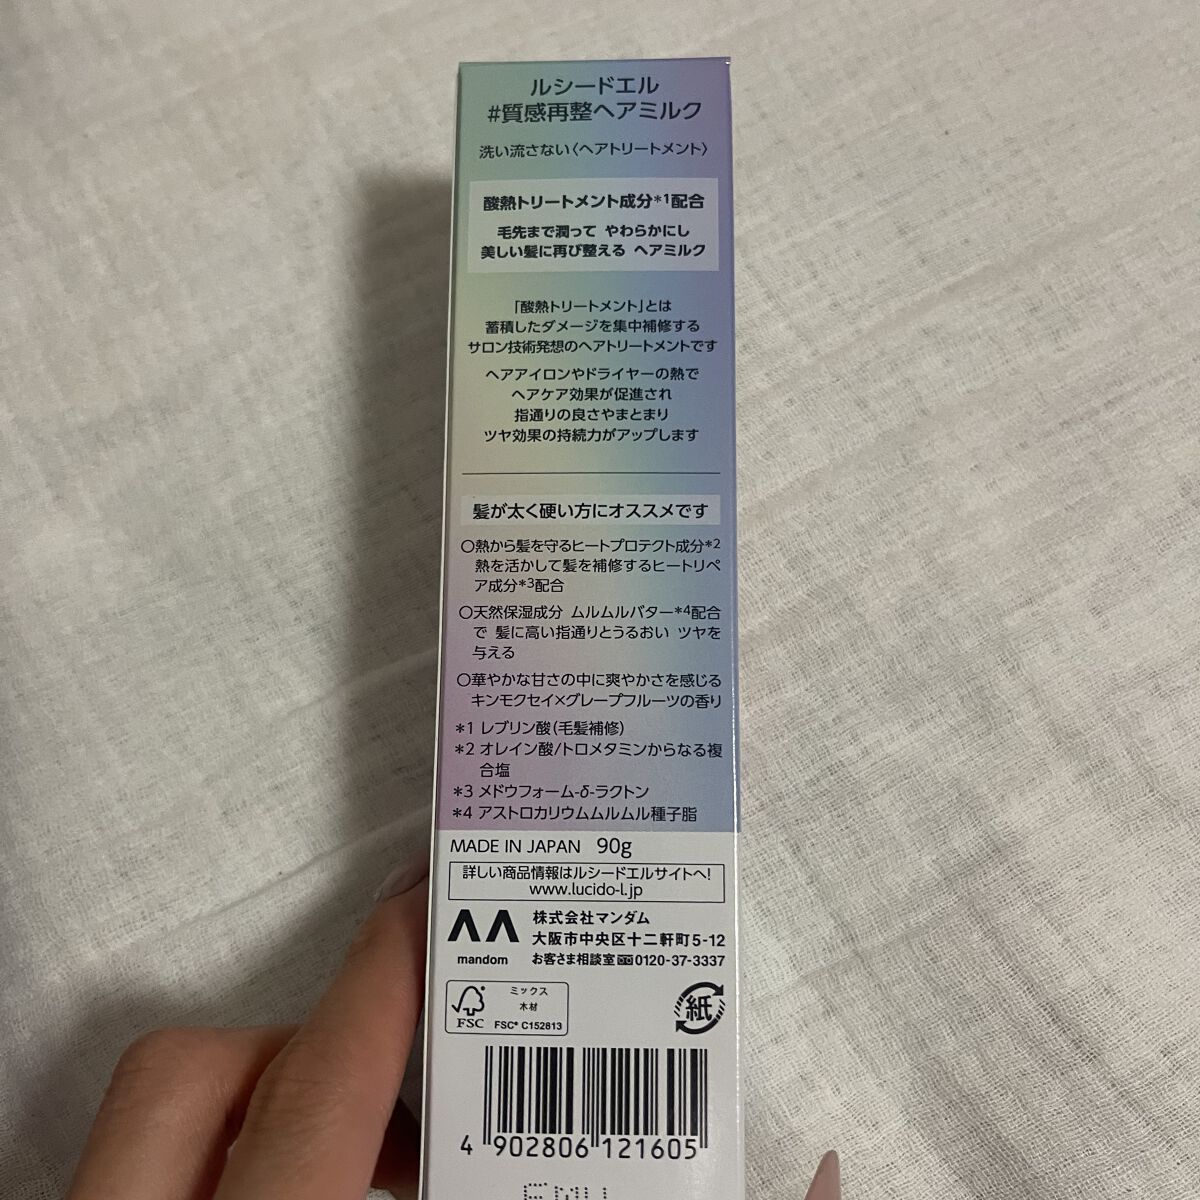 ルシードエル
#質感再整ヘアミルク
洗い流さない〈ヘアトリートメント〉
酸熱トリートメント成分*1配合
毛先まで潤って やわらかにし
美しい髪に再び整える ヘアミルク
「酸熱トリートメント」とは
蓄積したダメージを集中補修する
サロン技術発想のヘアトリートメントです
ヘアアイロンやドライヤーの熱で
ヘアケア効果が促進され
指通りの良さやまとまり
ツヤ効果の持続力がアップします
髪が太く硬い方にオススメです
○熱から髪を守るヒートプロテクト成分*2
熱を活かして髪を補修するヒートリペ
ア成分*3配合
○天然保湿成分 ムルムルバター*4配合
で 髪に高い指通りとうるおい ツヤを
与える
○華やかな甘さの中に爽やかさを感じる
キンモクセイ×グレープフルーツの香り
*1 レブリン酸(毛髪補修)
*2 オレイン酸/トロメタミンからなる複
合塩
*3 メドウフォーム-δ-ラクトン
*4 アストロカリウムムルムル種子脂
MADE IN JAPAN 90g
詳しい商品情報はルシードエルサイトへ!
www.lucido-l.jp
mandom
株式会社マンダム
大阪市中央区十二軒町5-12
お客さま相談室 0120-37-3337
FSC
ミックス
木材
FSC® C152813
紙
4 902806 121605